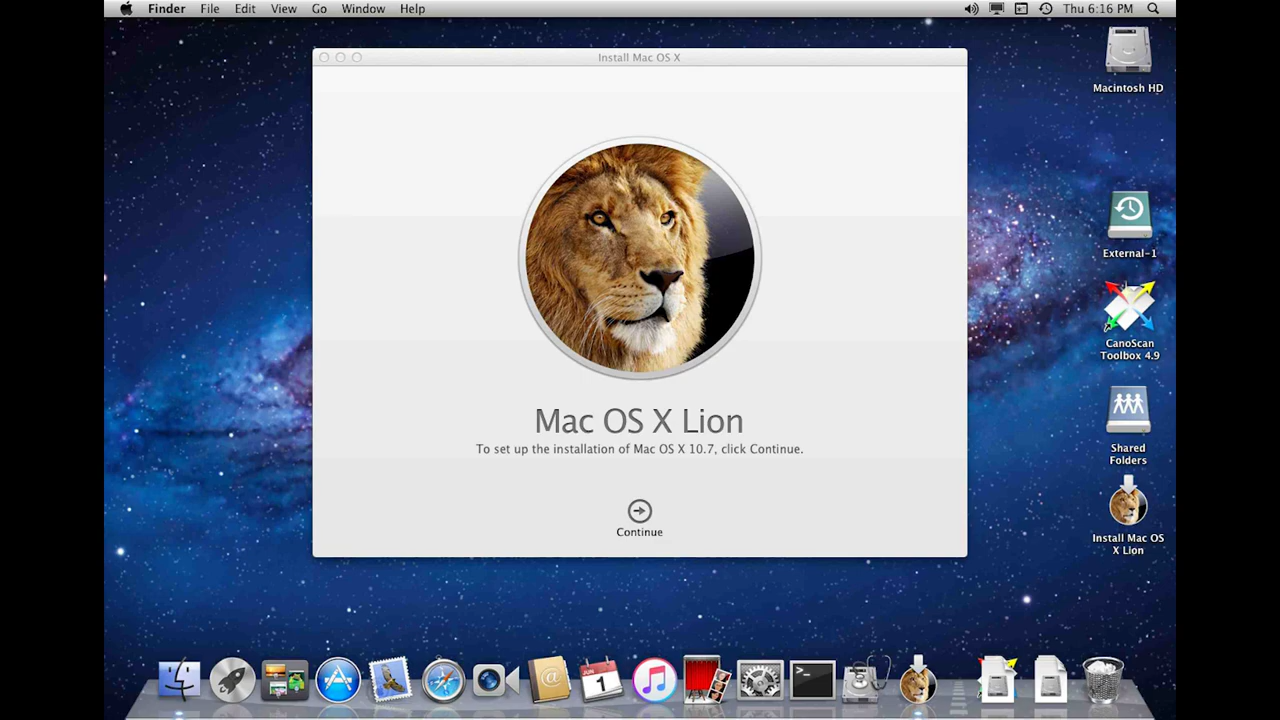 Finder File Edit View Go Window Help Thu 6:16 PM
Install Mac OS X
Macintosh HD
External-1
CanoScan
Toolbox 4.9
Mac OS X Lion
To set up the installation of Mac OS X 10.7, click Continue.
Shared
Folders
Continue
Install Mac OS
X Lion
JUN
1